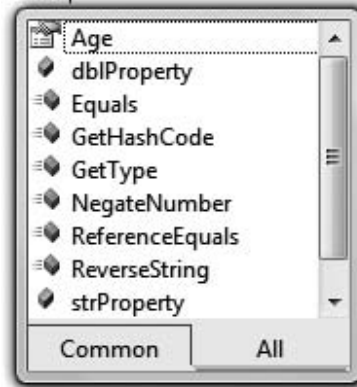 Age
dblProperty
Equals
GetHashCode
GetType
NegateNumber
ReferenceEquals
ReverseString
strProperty
Common All